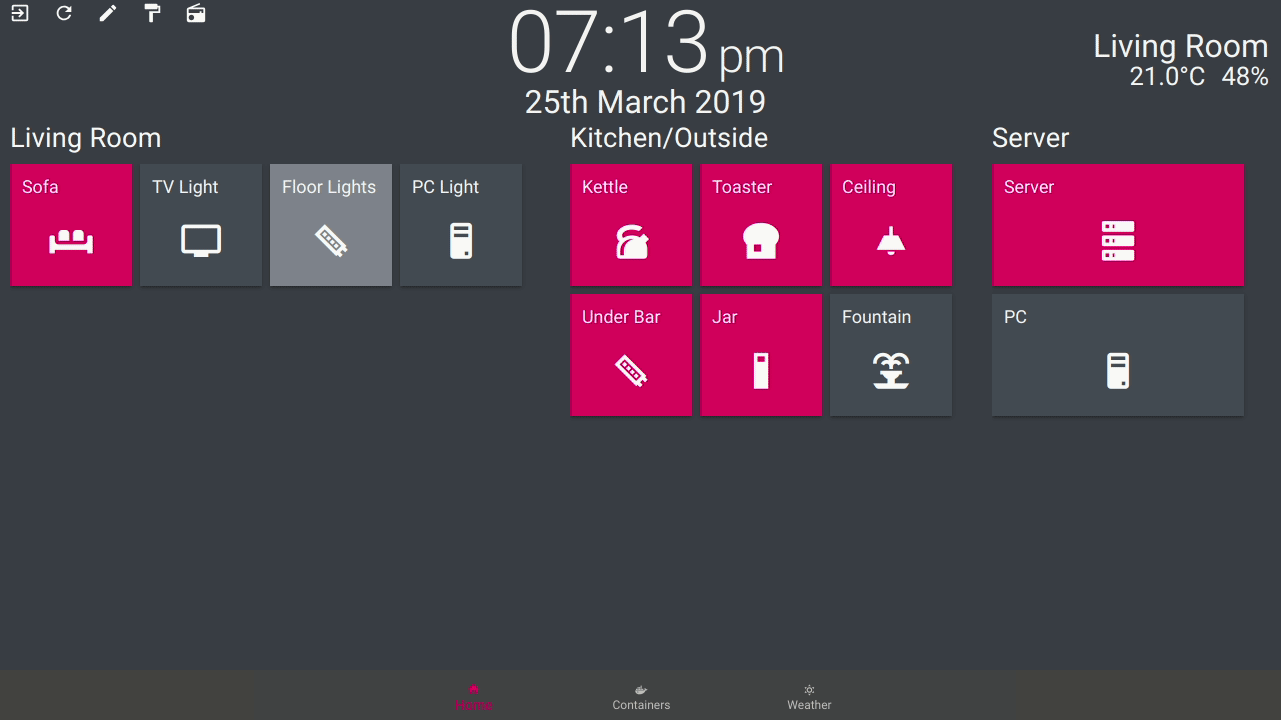 07:13 pm
25th March 2019
Living Room
21.0°C 48%
Living Room
Sofa
TV Light
Floor Lights
PC Light
Kitchen/Outside
Kettle
Toaster
Ceiling
Under Bar
Jar
Fountain
Server
Server
PC
Home
Containers
Weather